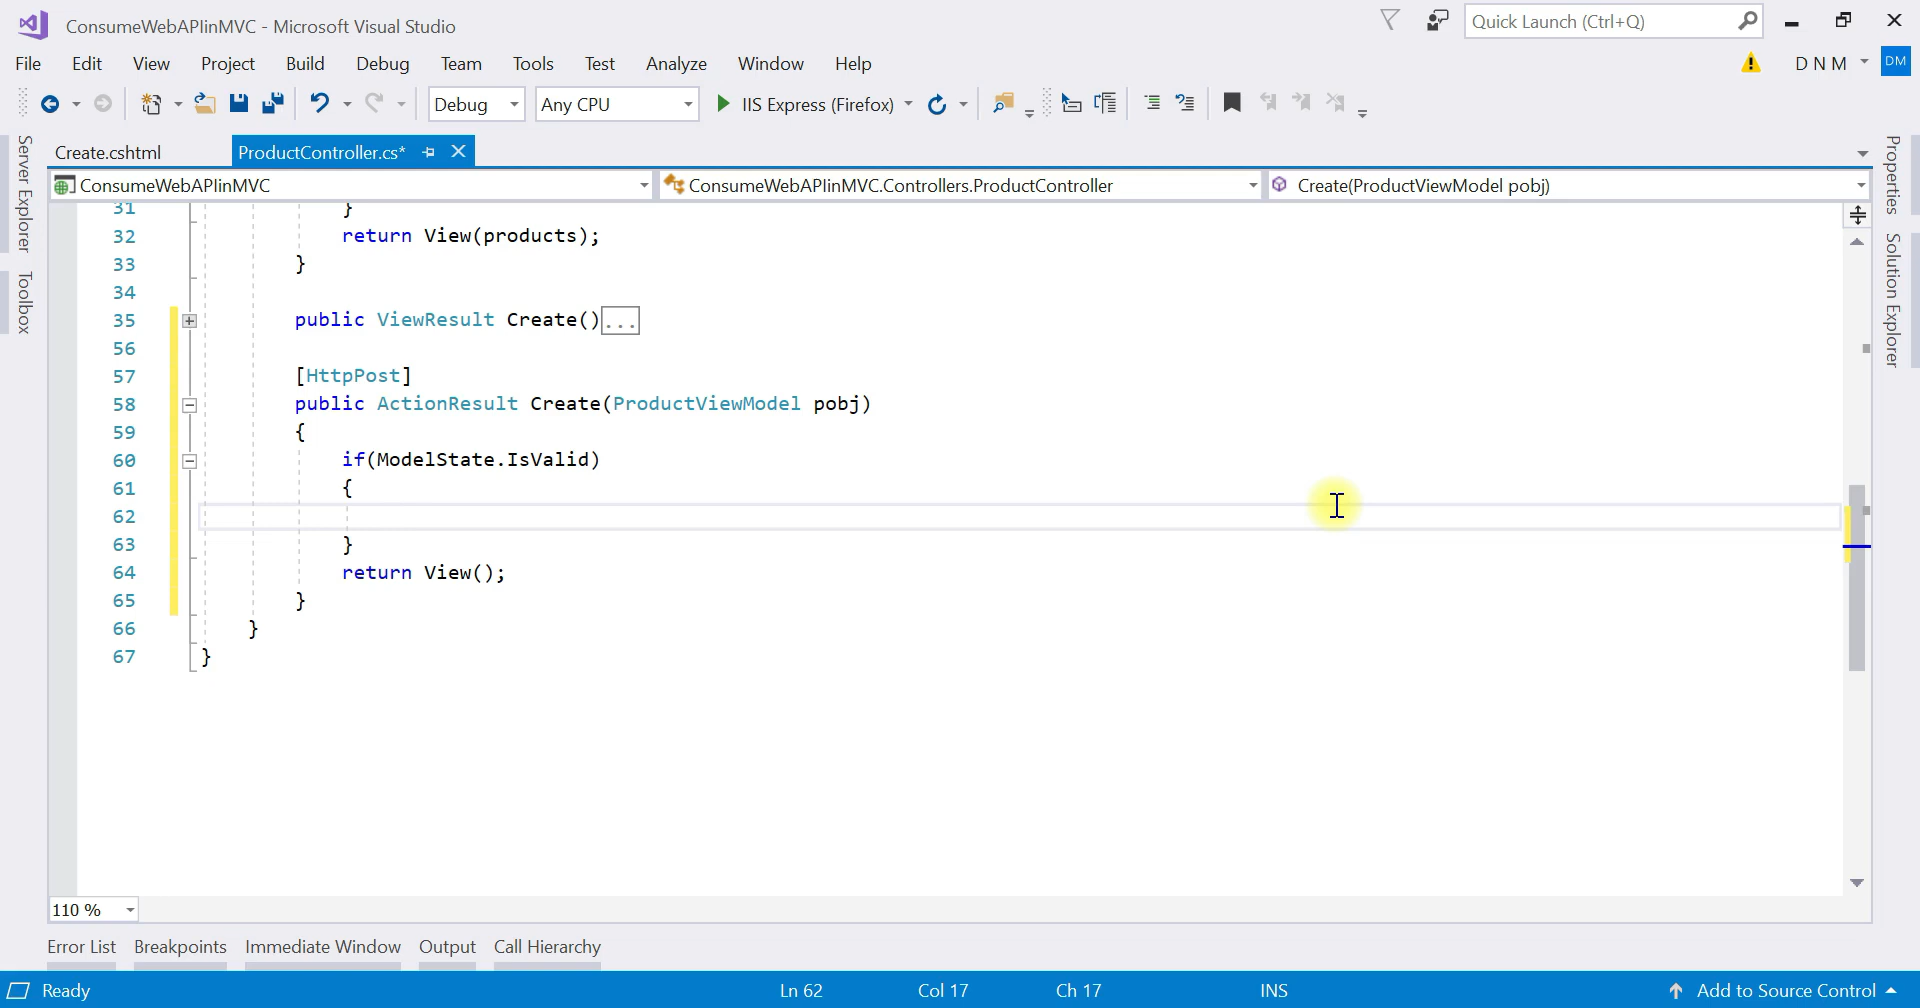 ConsumeWebAPIinMVC - Microsoft Visual Studio
Quick Launch (Ctrl+Q)
File Edit View Project Build Debug Team Tools Test Analyze Window Help
D N M DM
Debug Any CPU IIS Express (Firefox)
Create.cshtml ProductController.cs*
ConsumeWebAPIinMVC ConsumeWebAPIinMVC.Controllers.ProductController Create(ProductViewModel pobj)
Server Explorer
Toolbox
Properties
Solution Explorer
31 }
32 return View(products);
33 }
34
35 public ViewResult Create()...
56
57 [HttpPost]
58 public ActionResult Create(ProductViewModel pobj)
59 {
60 if(ModelState.IsValid)
61 {
62
63 }
64 return View();
65 }
66 }
67 }
110 %
Error List Breakpoints Immediate Window Output Call Hierarchy
Ready Ln 62 Col 17 Ch 17 INS Add to Source Control